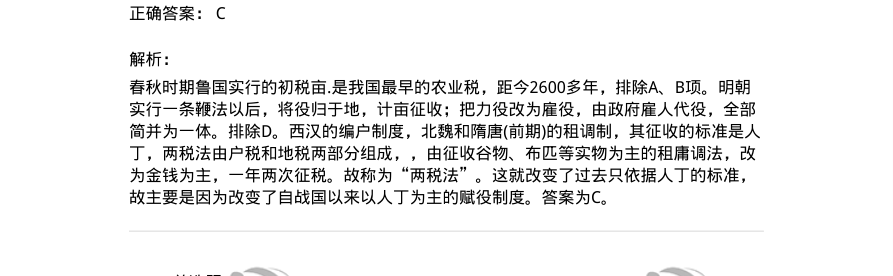 正确答案： C
解析：
春秋时期鲁国实行的初税亩.是我国最早的农业税，距今2600多年，排除A、B项。明朝
实行一条鞭法以后，将役归于地，计亩征收；把力役改为雇役，由政府雇人代役，全部
简并为一体。排除D。西汉的编户制度，北魏和隋唐(前期)的租调制，其征收的标准是人
丁，两税法由户税和地税两部分组成，，由征收谷物、布匹等实物为主的租庸调法，改
为金钱为主，一年两次征税。故称为“两税法”。这就改变了过去只依据人丁的标准，
故主要是因为改变了自战国以来以人丁为主的赋役制度。答案为C。